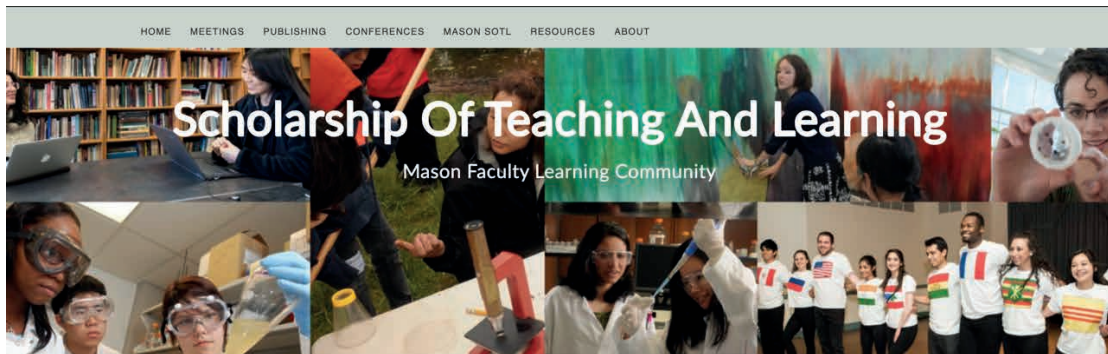 HOME MEETINGS PUBLISHING CONFERENCES MASON SOTL RESOURCES ABOUT
Scholarship Of Teaching And Learning
Mason Faculty Learning Community